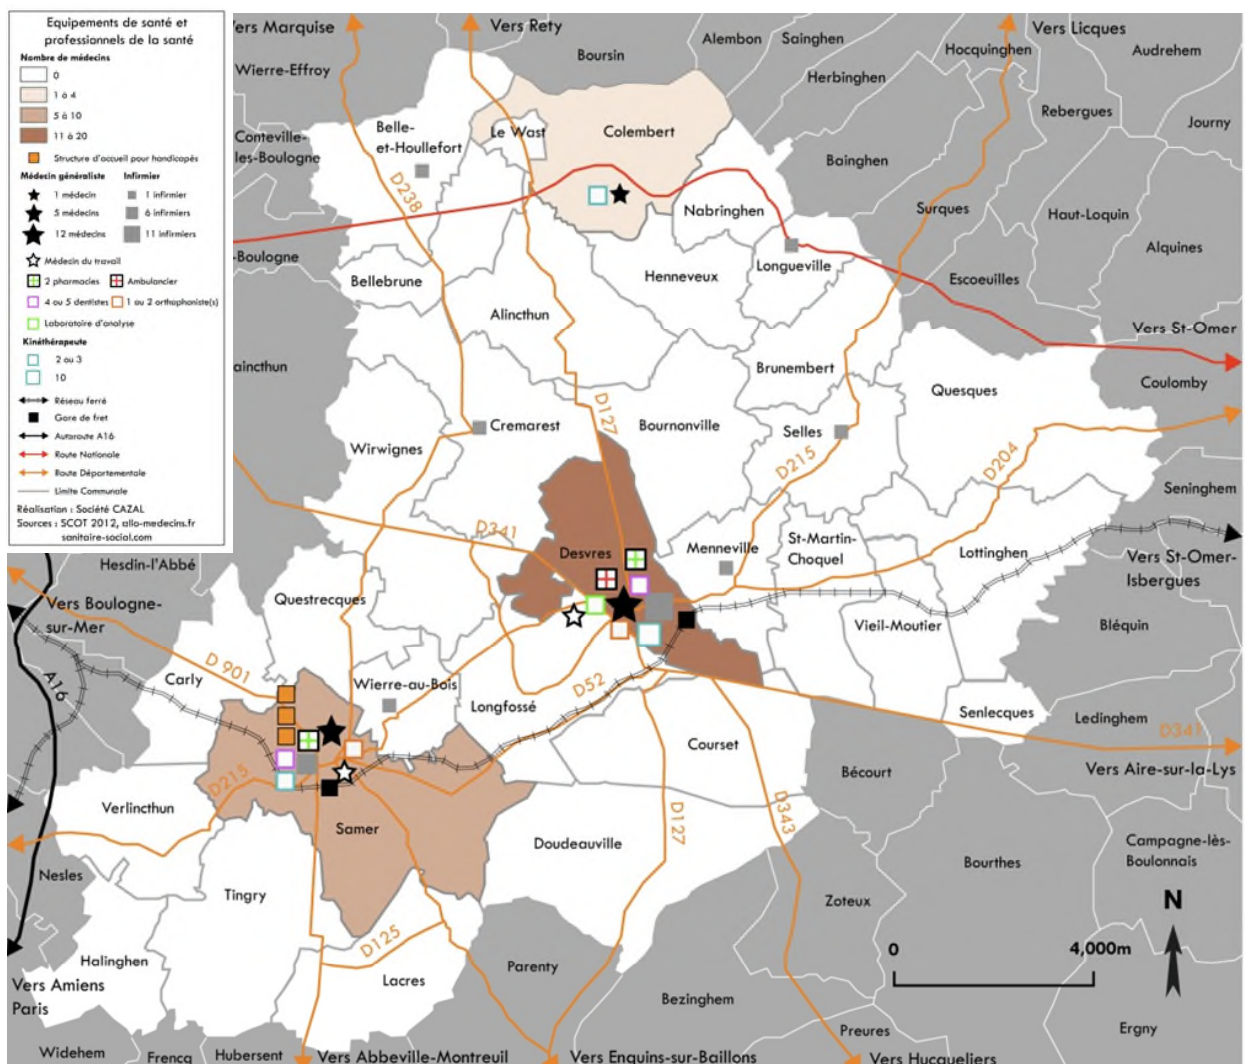 Equipements de santé et
professionnels de la santé
Nombre de médecins
0
1 à 4
5 à 10
11 à 20
Structure d'accueil pour handicapés
Médecin généraliste
Infirmier
1 médecin
1 infirmier
5 médecins
6 infirmiers
12 médecins
11 infirmiers
Médecin du travail
2 pharmacies
Ambulancier
4 ou 5 dentistes
1 ou 2 orthophoniste(s)
Laboratoire d'analyse
Kinéthérapeute
2 ou 3
10
Réseau ferré
Gare de fret
Autoroute A16
Route Nationale
Route Départementale
Limite Communale
Réalisation : Société CAZAL
Sources : SCOT 2012, allo-medecins.fr
sanitaire-social.com
Vers Marquise
Vers Rety
Vers Licques
Boursin
Alembon
Sainghen
Hocquinghen
Audrehem
Wierre-Effroy
Herbinghen
Rebergues
Journy
Conteville-
les-Boulogne
Belle-
et-Houllefort
Le Wast
Colembert
Bainghen
D238
Nabringhen
Surques
Haut-Loquin
Alquines
-Boulogne
Bellebrune
Henneveux
Longueville
Escoeuilles
Alincthun
Vers St-Omer
aincthun
Brunembert
Quesques
Coulomby
D127
Cremarest
Bournonville
Selles
Wirwignes
D215
D204
Seninghem
D341
Desvres
Menneville
St-Martin-
Choquel
Lottinghen
Vers St-Omer-
Isbergues
Hesdin-l'Abbé
Vers Boulogne-
sur-Mer
Questrecques
Vieil-Moutier
Bléquin
D 901
A16
Carly
Wierre-au-Bois
D52
Longfossé
Senlecques
Ledinghem
D341
Courset
Bécourt
Vers Aire-sur-la-Lys
D215
Verlincthun
Samer
D127
D343
Doudeauville
Campagne-lès-
Boulonnais
Bourthes
Nesles
Tingry
Zoteux
N
D125
0
4,000m
Halinghen
Lacres
Parenty
Vers Amiens
Paris
Bezinghem
Preures
Ergny
Widehem
Frencq
Hubersent
Vers Abbeville-Montreuil
Vers Enquins-sur-Baillons
Vers Hucqueliers